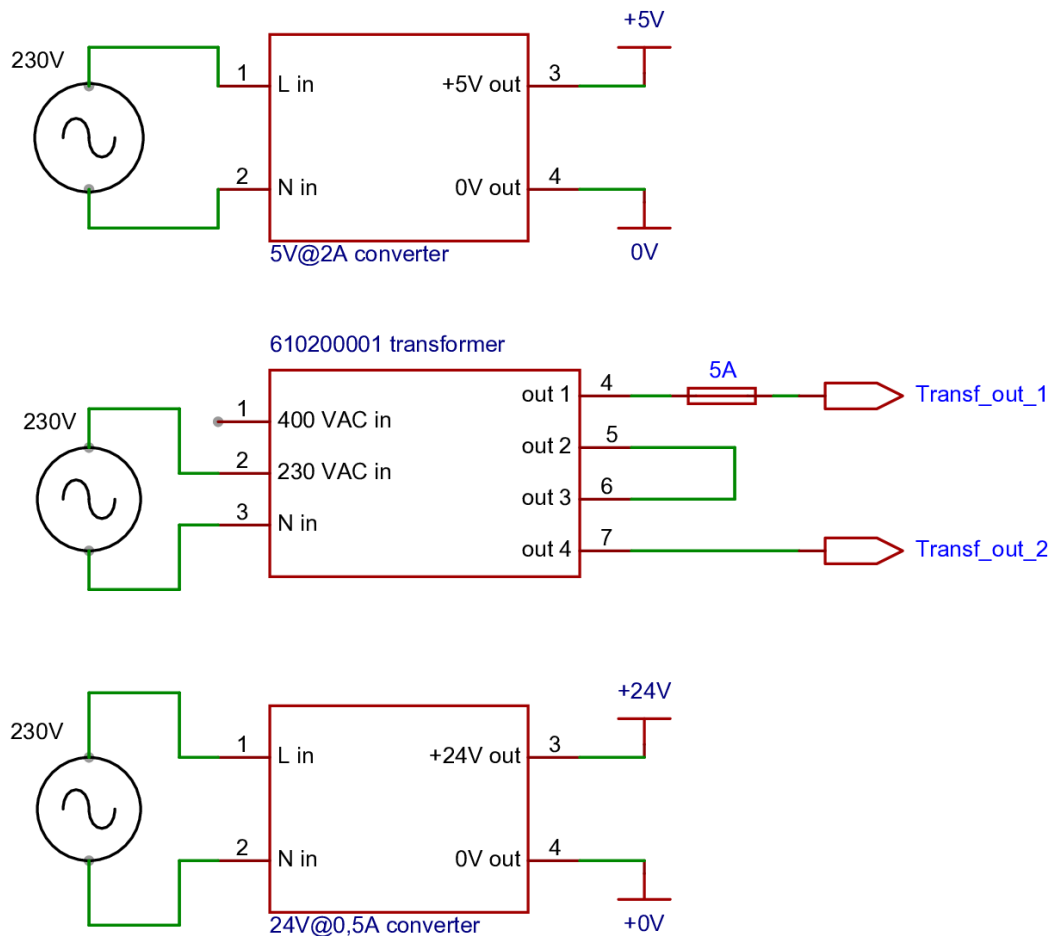 +5V
230V
1
L in
+5V out
3
2
N in
0V out
4
5V@2A converter
0V
610200001 transformer
5A
out 1
4
Transf_out_1
230V
1
400 VAC in
out 2
5
2
230 VAC in
out 3
6
3
N in
out 4
7
Transf_out_2
+24V
230V
1
L in
+24V out
3
2
N in
0V out
4
24V@0,5A converter
+0V